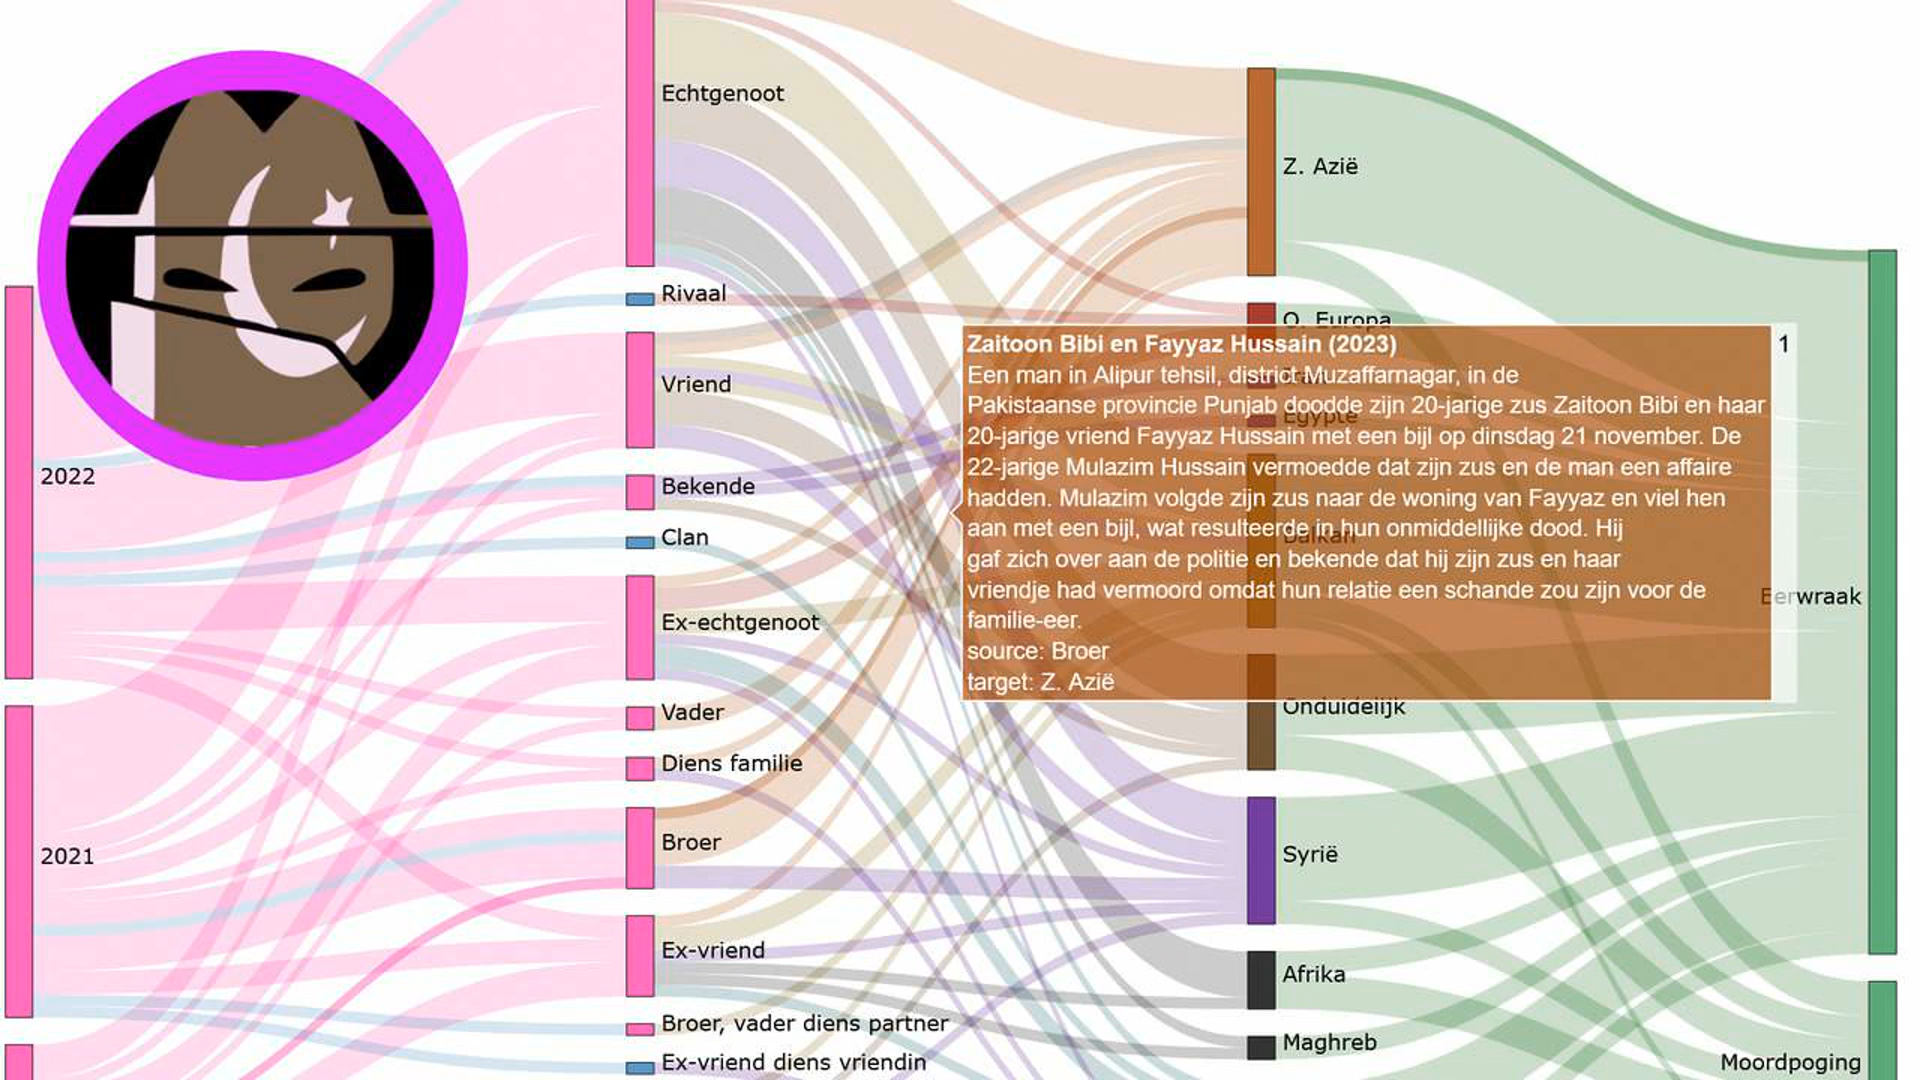 Echtgenoot
Z. Azië
Rivaal
O. Europa
Zaitoon Bibi en Fayyaz Hussain (2023)
1
Een man in Alipur tehsil, district Muzaffarnagar, in de
Pakistaanse provincie Punjab doodde zijn 20-jarige zus Zaitoon Bibi en haar
20-jarige vriend Fayyaz Hussain met een bijl op dinsdag 21 november. De
22-jarige Mulazim Hussain vermoedde dat zijn zus en de man een affaire
hadden. Mulazim volgde zijn zus naar de woning van Fayyaz en viel hen
aan met een bijl, wat resulteerde in hun onmiddellijke dood. Hij
gaf zich over aan de politie en bekende dat hij zijn zus en haar
vriendje had vermoord omdat hun relatie een schande zou zijn voor de
familie-eer.
source: Broer
target: Z. Azië
Vriend
Egypte
2022
Bekende
Clan
Balkan
Eerwraak
Ex-echtgenoot
Vader
Onduidelijk
Diens familie
Broer
2021
Syrië
Ex-vriend
Afrika
Broer, vader diens partner
Maghreb
Ex-vriend diens vriendin
Moordpoging